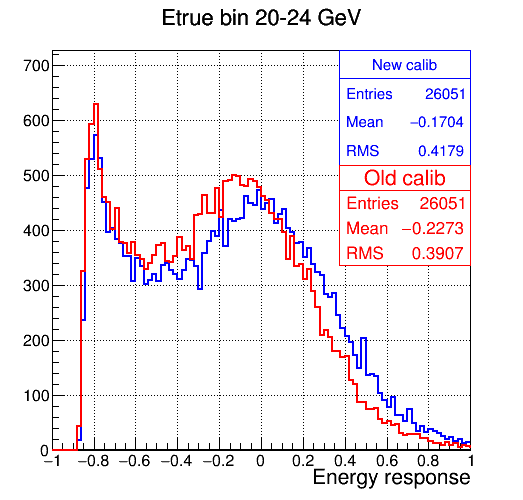 Etrue bin 20-24 GeV
New calib
Entries 26051
Mean −0.1704
RMS 0.4179
Old calib
Entries 26051
Mean −0.2273
RMS 0.3907
700
600
500
400
300
200
100
0
−1 −0.8 −0.6 −0.4 −0.2 0 0.2 0.4 0.6 0.8 1
Energy response